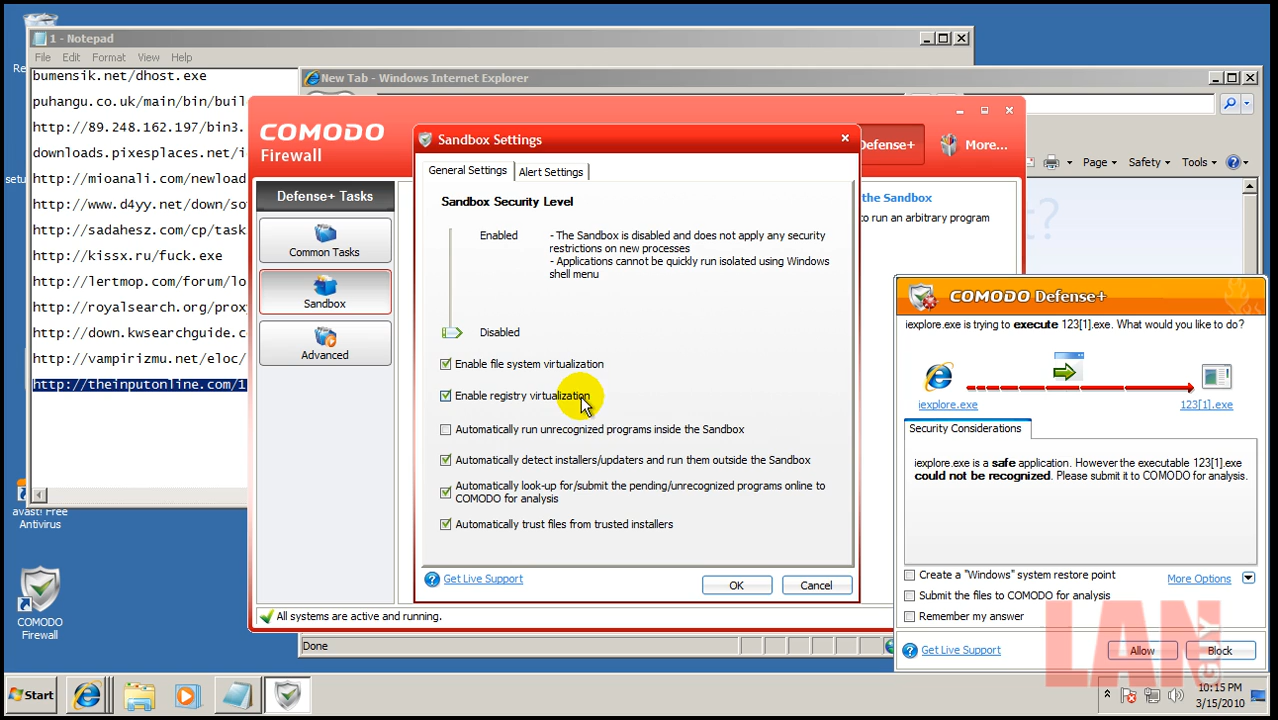 1 - Notepad
File Edit Format View Help
bumensik.net/dhost.exe
puhangu.co.uk/main/bin/buil
http://89.248.162.197/bin3.
downloads.pixesplaces.net/i
http://mioanali.com/newload
http://www.d4yy.net/down/so
http://sadahesz.com/cp/task
http://kissx.ru/fuck.exe
http://lertmop.com/forum/lo
http://royalsearch.org/prox
http://down.kwsearchguide.c
http://vampirizmu.net/eloc/
http://theinputonline.com/1
Re
setu
avast! Free
Antivirus
COMODO
Firewall
New Tab - Windows Internet Explorer
Page Safety Tools
t?
Done
COMODO
Firewall
Defense+
More...
Defense+ Tasks
Common Tasks
Sandbox
Advanced
the Sandbox
to run an arbitrary program
All systems are active and running.
Sandbox Settings
General Settings
Alert Settings
Sandbox Security Level
Enabled
- The Sandbox is disabled and does not apply any security
restrictions on new processes
- Applications cannot be quickly run isolated using Windows
shell menu
Disabled
Enable file system virtualization
Enable registry virtualization
Automatically run unrecognized programs inside the Sandbox
Automatically detect installers/updaters and run them outside the Sandbox
Automatically look-up for/submit the pending/unrecognized programs online to
COMODO for analysis
Automatically trust files from trusted installers
Get Live Support
OK
Cancel
COMODO Defense+
iexplore.exe is trying to execute 123[1].exe. What would you like to do?
iexplore.exe
123[1].exe
Security Considerations
iexplore.exe is a safe application. However the executable 123[1].exe
could not be recognized. Please submit it to COMODO for analysis.
Create a "Windows" system restore point
More Options
Submit the files to COMODO for analysis
Remember my answer
Get Live Support
Allow
Block
LAN
GUY
Start
10:15 PM
3/15/2010